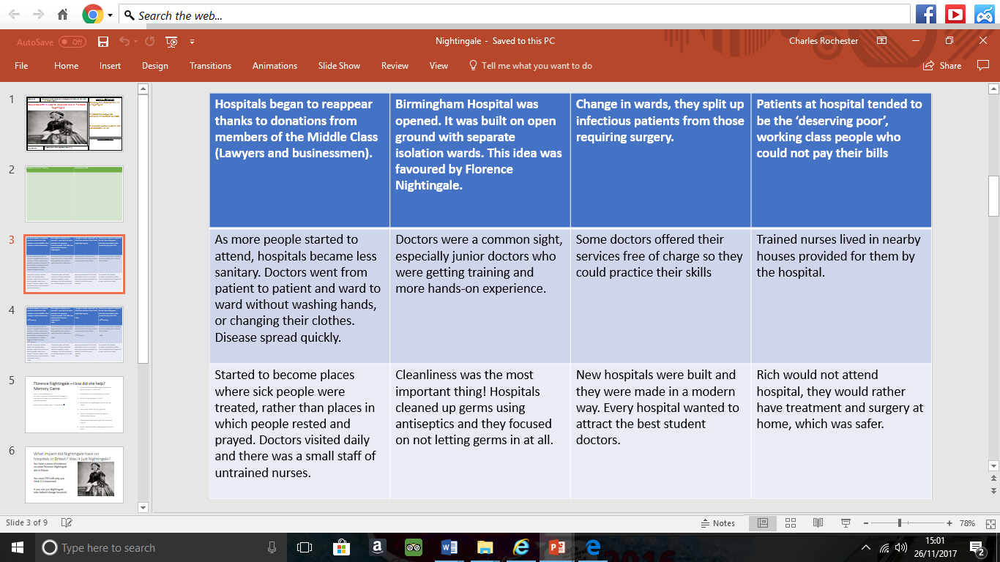 Search the web...
AutoSave Off
Nightingale - Saved to this PC
Charles Rochester
File Home Insert Design Transitions Animations Slide Show Review View Tell me what you want to do Share
1
2
3
4
5
Florence Nightingale – How did she help?
Memory Game
6
What impact did Nightingale have on
hospitals in Britain? Was it just Nightingale?
Hospitals began to reappear
thanks to donations from
members of the Middle Class
(Lawyers and businessmen).
Birmingham Hospital was
opened. It was built on open
ground with separate
isolation wards. This idea was
favoured by Florence
Nightingale.
Change in wards, they split up
infectious patients from those
requiring surgery.
Patients at hospital tended to
be the ‘deserving poor’,
working class people who
could not pay their bills
As more people started to
attend, hospitals became less
sanitary. Doctors went from
patient to patient and ward to
ward without washing hands,
or changing their clothes.
Disease spread quickly.
Doctors were a common sight,
especially junior doctors who
were getting training and
more hands-on experience.
Some doctors offered their
services free of charge so they
could practice their skills
Trained nurses lived in nearby
houses provided for them by
the hospital.
Started to become places
where sick people were
treated, rather than places in
which people rested and
prayed. Doctors visited daily
and there was a small staff of
untrained nurses.
Cleanliness was the most
important thing! Hospitals
cleaned up germs using
antiseptics and they focused
on not letting germs in at all.
New hospitals were built and
they were made in a modern
way. Every hospital wanted to
attract the best student
doctors.
Rich would not attend
hospital, they would rather
have treatment and surgery at
home, which was safer.
Slide 3 of 9
Notes
78%
Type here to search
2016
15:01
26/11/2017
2